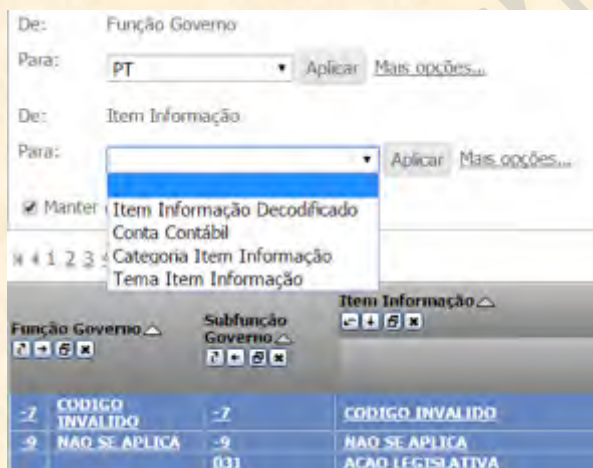 De: Função Governo
Para: PT Aplicar Mais opções...
De: Item Informação
Para: Aplicar Mais opções...
Manter
Item Informação Decodificado
Conta Contábil
Categoria Item Informação
Tema Item Informação
1 2 3
Função Governo Subfunção Governo Item Informação
-7 CODIGO INVALIDO -7 CODIGO INVALIDO
-9 NAO SE APLICA -9 NAO SE APLICA
031 ACAO LEGISLATIVA